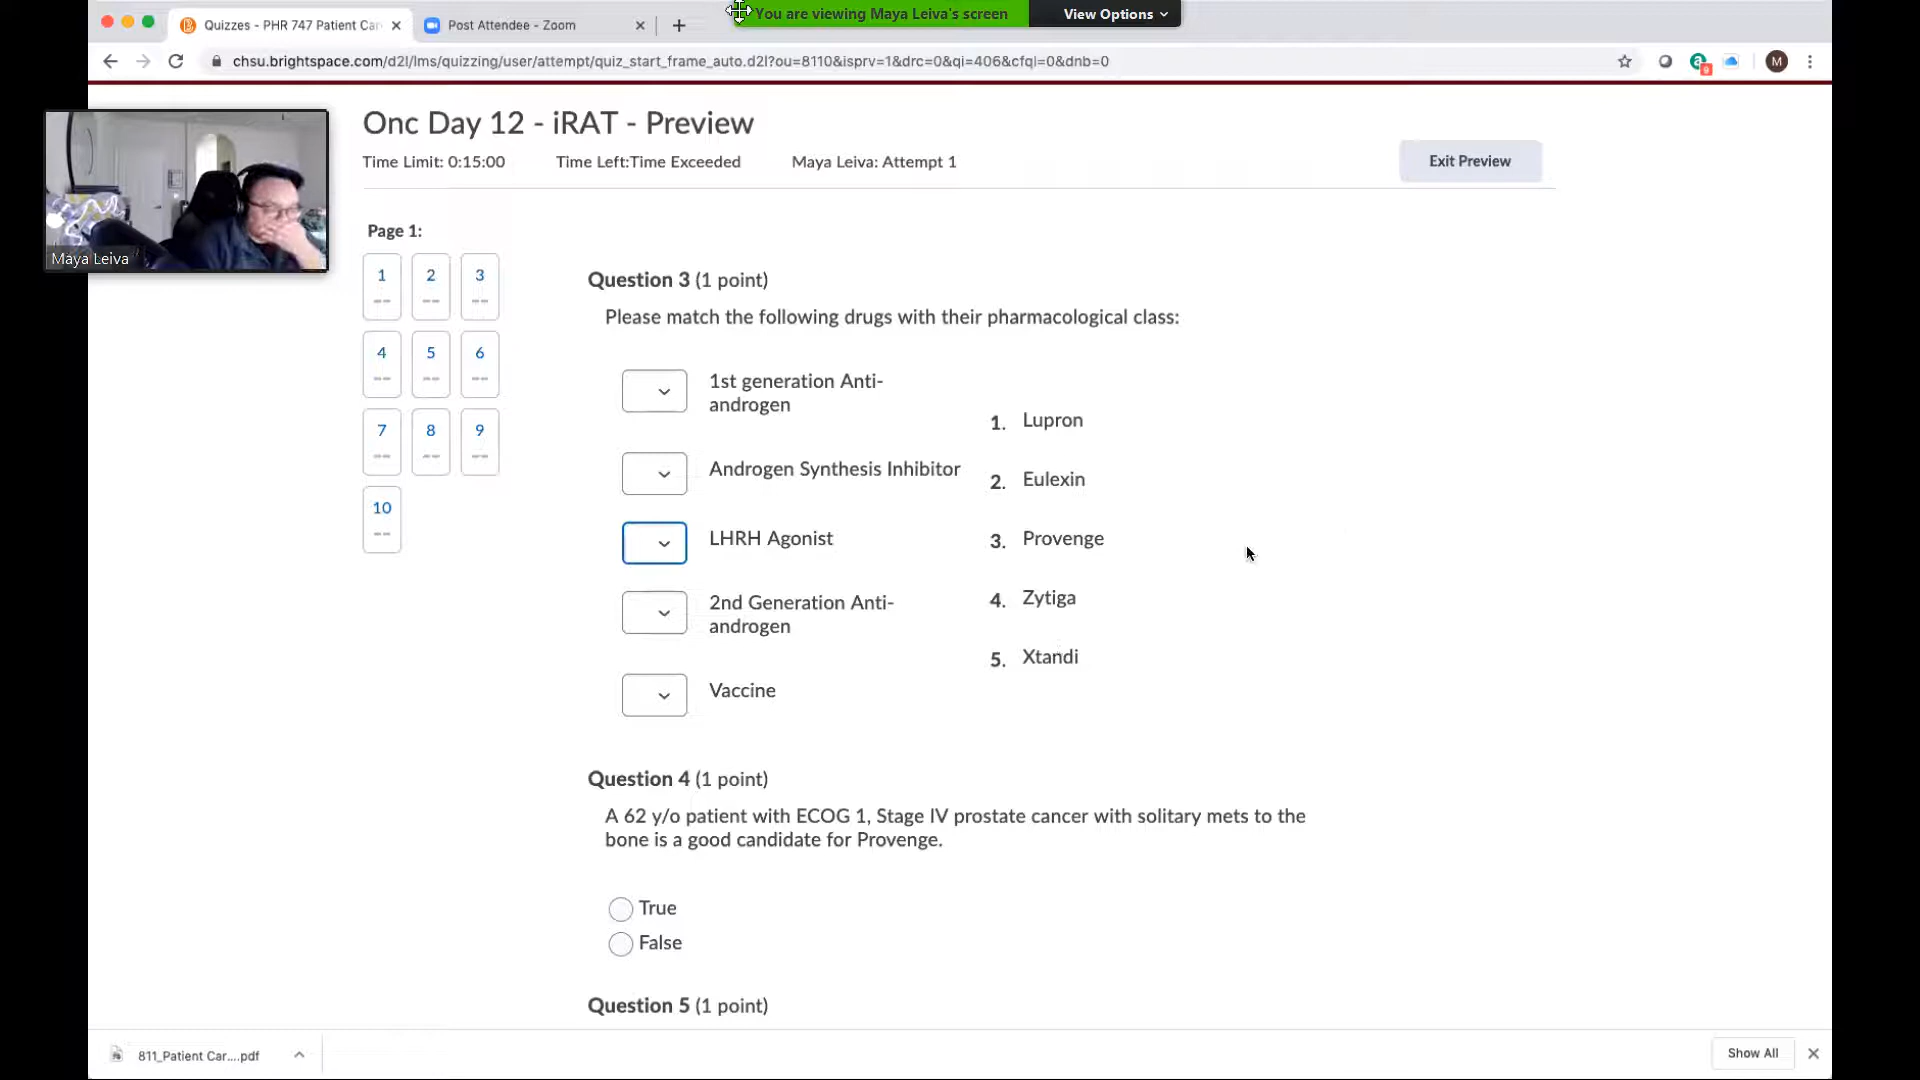 Quizzes - PHR 747 Patient Car
Post Attendee - Zoom
You are viewing Maya Leiva's screen
View Options
chsu.brightspace.com/d2l/lms/quizzing/user/attempt/quiz_start_frame_auto.d2l?ou=8110&isprv=1&drc=0&qi=406&cfql=0&dnb=0
M
Maya Leiva
Onc Day 12 - iRAT - Preview
Time Limit: 0:15:00
Time Left:Time Exceeded
Maya Leiva: Attempt 1
Exit Preview
Page 1:
1 2 3
-- -- --
4 5 6
-- -- --
7 8 9
-- -- --
10
--
Question 3 (1 point)
Please match the following drugs with their pharmacological class:
1st generation Anti-
androgen
Androgen Synthesis Inhibitor
LHRH Agonist
2nd Generation Anti-
androgen
Vaccine
1. Lupron
2. Eulexin
3. Provenge
4. Zytiga
5. Xtandi
Question 4 (1 point)
A 62 y/o patient with ECOG 1, Stage IV prostate cancer with solitary mets to the
bone is a good candidate for Provenge.
True
False
Question 5 (1 point)
811_Patient Car....pdf
Show All